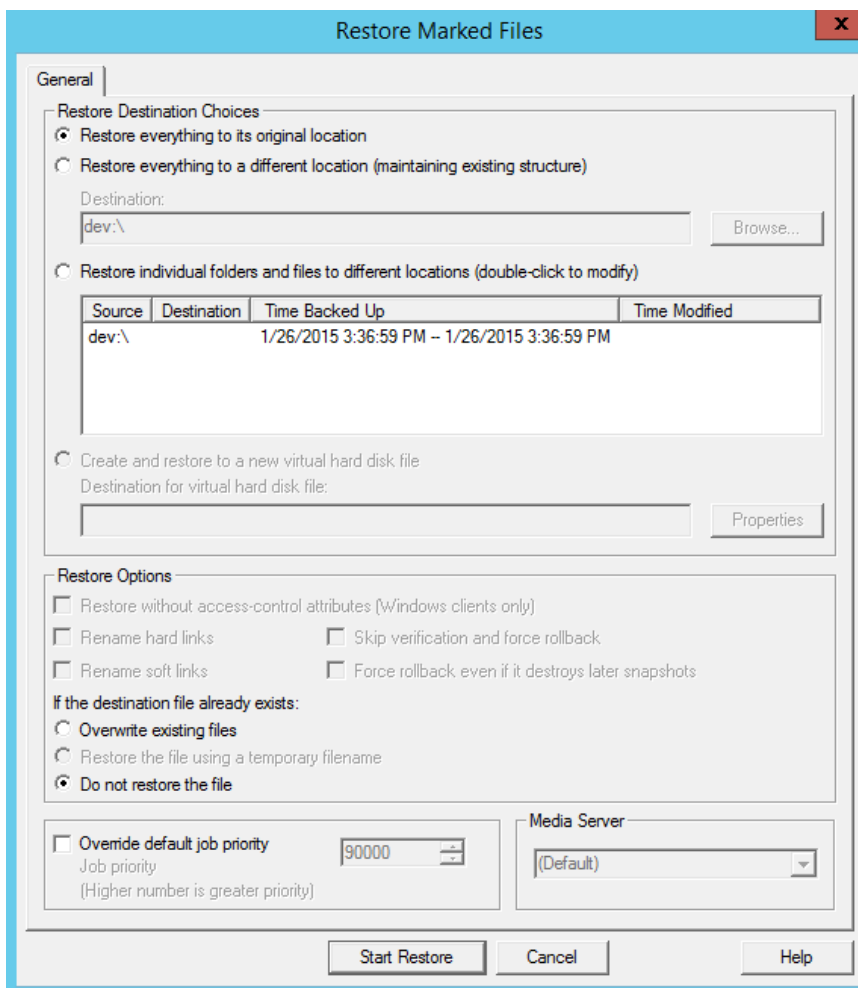 Restore Marked Files
x
General
Restore Destination Choices
Restore everything to its original location
Restore everything to a different location (maintaining existing structure)
Destination:
dev:\
Browse...
Restore individual folders and files to different locations (double-click to modify)
Source Destination Time Backed Up Time Modified
dev:\ 1/26/2015 3:36:59 PM -- 1/26/2015 3:36:59 PM
Create and restore to a new virtual hard disk file
Destination for virtual hard disk file:
Properties
Restore Options
Restore without access-control attributes (Windows clients only)
Rename hard links Skip verification and force rollback
Rename soft links Force rollback even if it destroys later snapshots
If the destination file already exists:
Overwrite existing files
Restore the file using a temporary filename
Do not restore the file
Override default job priority 90000
Job priority
(Higher number is greater priority)
Media Server
(Default)
Start Restore Cancel Help